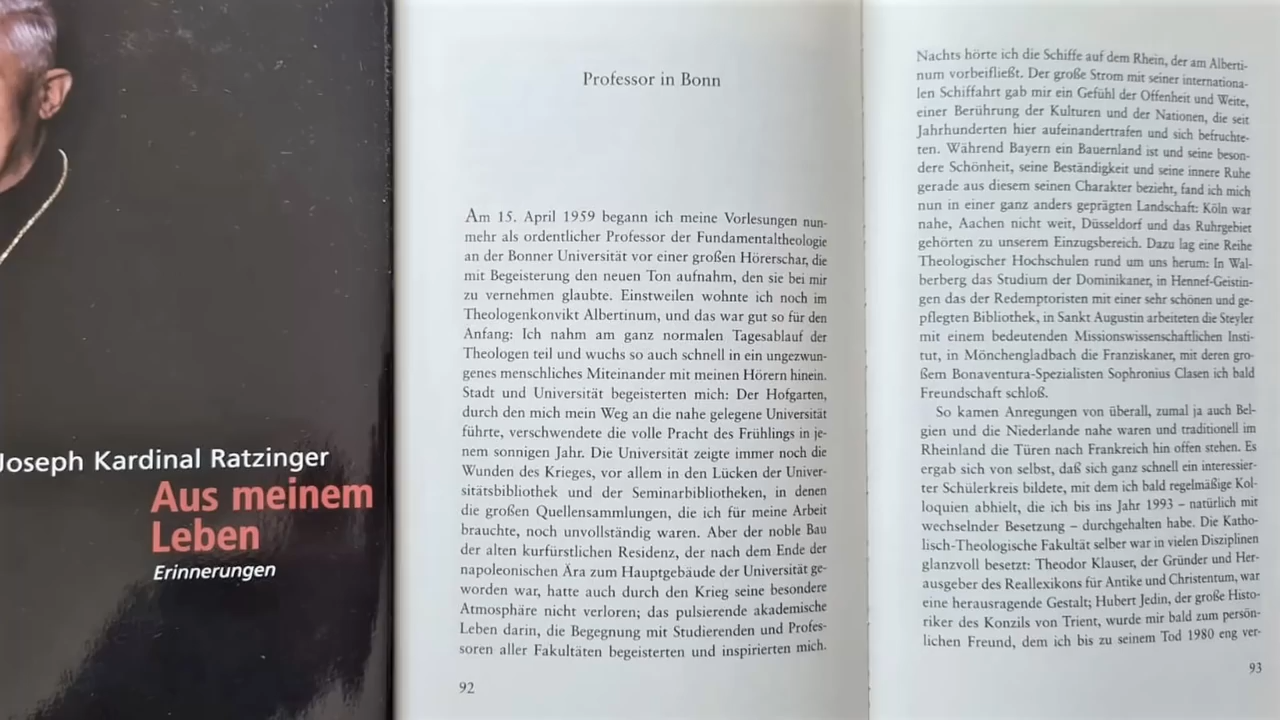 Joseph Kardinal Ratzinger
Aus meinem
Leben
Erinnerungen
Professor in Bonn
Am 15. April 1959 begann ich meine Vorlesungen nun-
mehr als ordentlicher Professor der Fundamentaltheologie
an der Bonner Universität vor einer großen Hörerschar, die
mit Begeisterung den neuen Ton aufnahm, den sie bei mir
zu vernehmen glaubte. Einstweilen wohnte ich noch im
Theologenkonvikt Albertinum, und das war gut so für den
Anfang: Ich nahm am ganz normalen Tagesablauf der
Theologen teil und wuchs so auch schnell in ein ungezwun-
genes menschliches Miteinander mit meinen Hörern hinein.
Stadt und Universität begeisterten mich: Der Hofgarten,
durch den mich mein Weg an die nahe gelegene Universität
führte, verschwendete die volle Pracht des Frühlings in je-
nem sonnigen Jahr. Die Universität zeigte immer noch die
Wunden des Krieges, vor allem in den Lücken der Univer-
sitätsbibliothek und der Seminarbibliotheken, in denen
die großen Quellensammlungen, die ich für meine Arbeit
brauchte, noch unvollständig waren. Aber der noble Bau
der alten kurfürstlichen Residenz, der nach dem Ende der
napoleonischen Ära zum Hauptgebäude der Universität ge-
worden war, hatte auch durch den Krieg seine besondere
Atmosphäre nicht verloren; das pulsierende akademische
Leben darin, die Begegnung mit Studierenden und Profes-
soren aller Fakultäten begeisterten und inspirierten mich.
92
Nachts hörte ich die Schiffe auf dem Rhein, der am Alberti-
num vorbeifließt. Der große Strom mit seiner internationa-
len Schiffahrt gab mir ein Gefühl der Offenheit und Weite,
einer Berührung der Kulturen und der Nationen, die seit
Jahrhunderten hier aufeinandertrafen und sich befruchte-
ten. Während Bayern ein Bauernland ist und seine beson-
dere Schönheit, seine Beständigkeit und seine innere Ruhe
gerade aus diesem seinen Charakter bezieht, fand ich mich
nun in einer ganz anders geprägten Landschaft: Köln war
nahe, Aachen nicht weit, Düsseldorf und das Ruhrgebiet
gehörten zu unserem Einzugsbereich. Dazu lag eine Reihe
Theologischer Hochschulen rund um uns herum: In Wal-
berberg das Studium der Dominikaner, in Hennef-Geistin-
gen das der Redemptoristen mit einer sehr schönen und ge-
pflegten Bibliothek, in Sankt Augustin arbeiteten die Steyler
mit einem bedeutenden Missionswissenschaftlichen Insti-
tut, in Mönchengladbach die Franziskaner, mit deren gro-
ßem Bonaventura-Spezialisten Sophronius Clasen ich bald
Freundschaft schloß.
So kamen Anregungen von überall, zumal ja auch Bel-
gien und die Niederlande nahe waren und traditionell im
Rheinland die Türen nach Frankreich hin offen stehen. Es
ergab sich von selbst, daß sich ganz schnell ein interessier-
ter Schülerkreis bildete, mit dem ich bald regelmäßige Kol-
loquien abhielt, die ich bis ins Jahr 1993 – natürlich mit
wechselnder Besetzung – durchgehalten habe. Die Katho-
lisch-Theologische Fakultät selber war in vielen Disziplinen
glanzvoll besetzt: Theodor Klauser, der Gründer und Her-
ausgeber des Reallexikons für Antike und Christentum, war
eine herausragende Gestalt; Hubert Jedin, der große Histo-
riker des Konzils von Trient, wurde mir bald zum persön-
lichen Freund, dem ich bis zu seinem Tod 1980 eng ver-
93